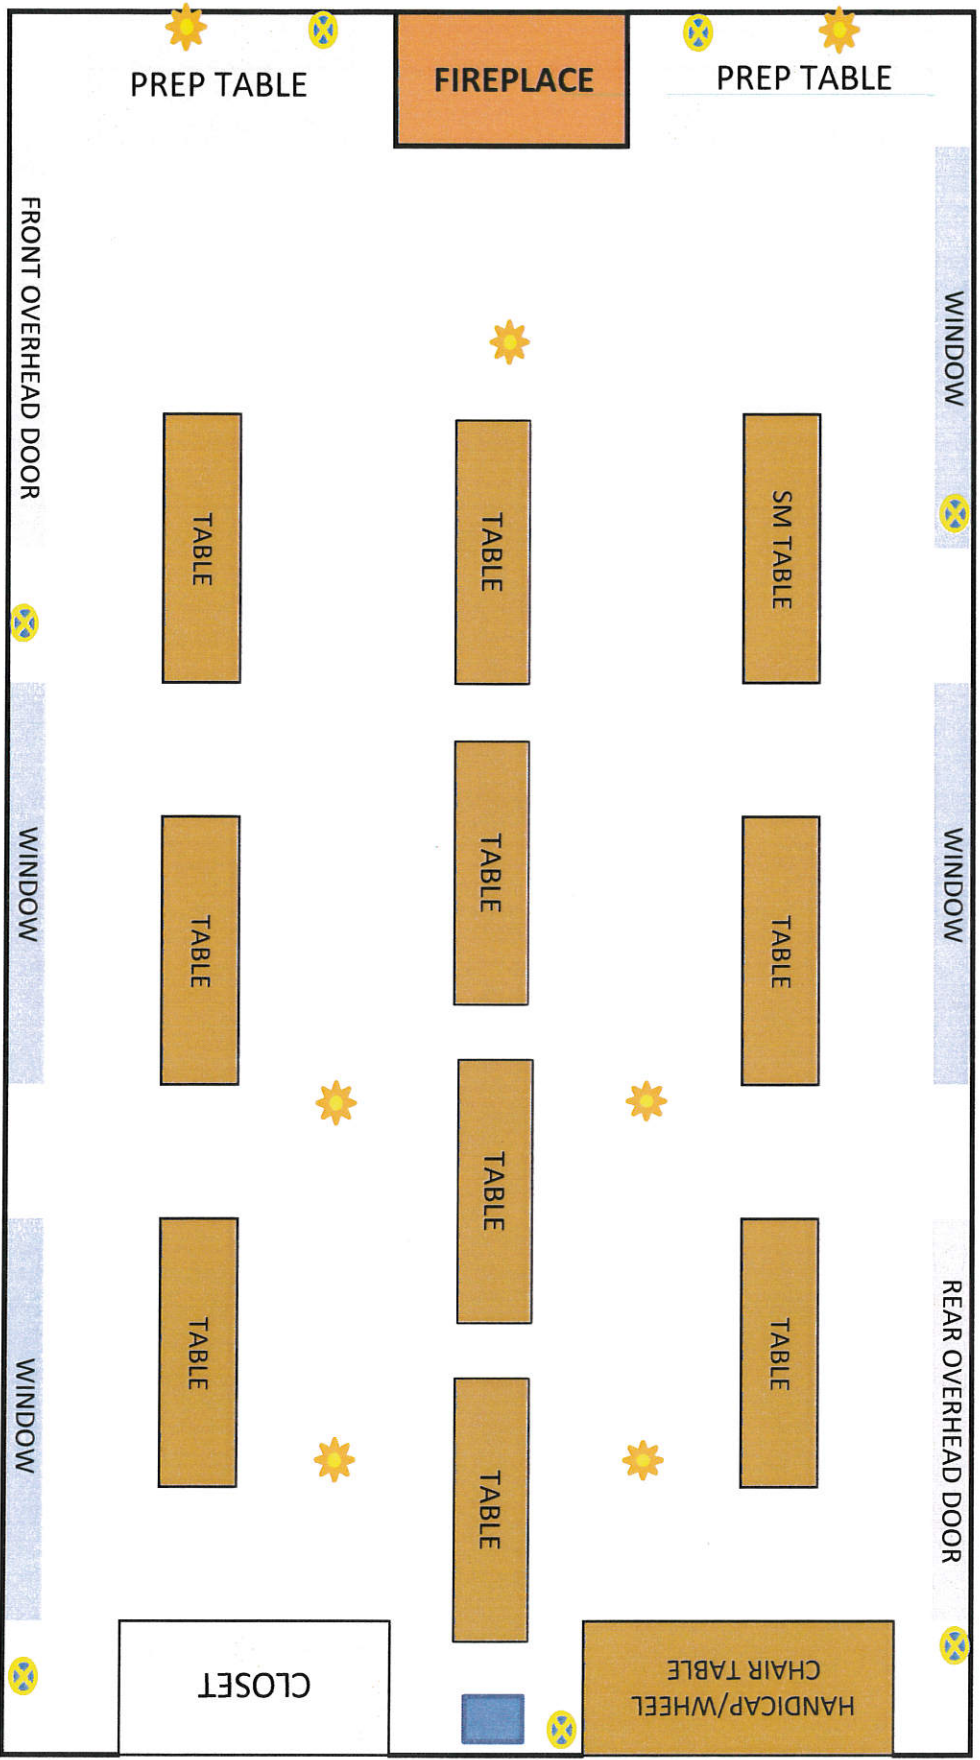 PREP TABLE
FIREPLACE
PREP TABLE
FRONT OVERHEAD DOOR
WINDOW
TABLE
TABLE
SM TABLE
TABLE
WINDOW
TABLE
TABLE
WINDOW
TABLE
TABLE
TABLE
REAR OVERHEAD DOOR
WINDOW
TABLE
CLOSET
HANDICAP/WHEEL
CHAIR TABLE